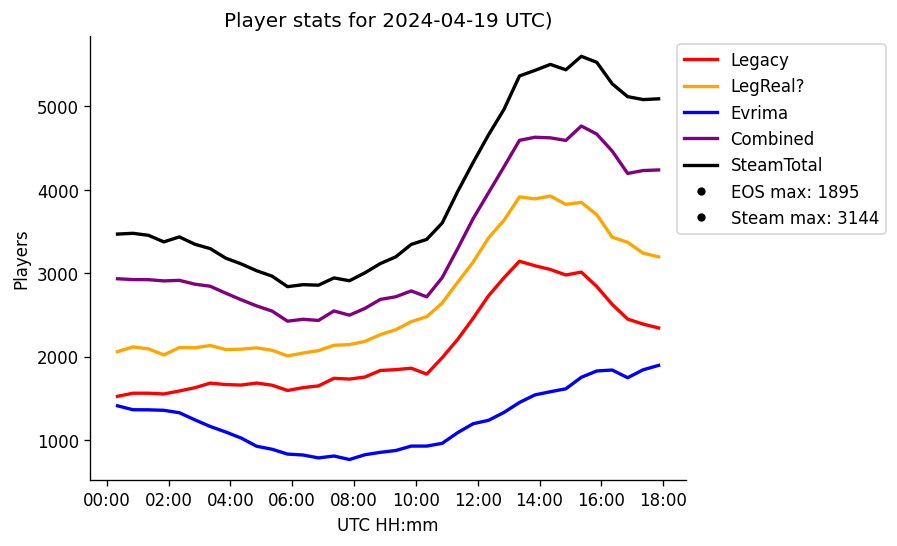 Player stats for 2024-04-19 UTC)
Players
5000
4000
3000
2000
1000
00:00 02:00 04:00 06:00 08:00 10:00 12:00 14:00 16:00 18:00
UTC HH:mm
Legacy
LegReal?
Evrima
Combined
SteamTotal
EOS max: 1895
Steam max: 3144